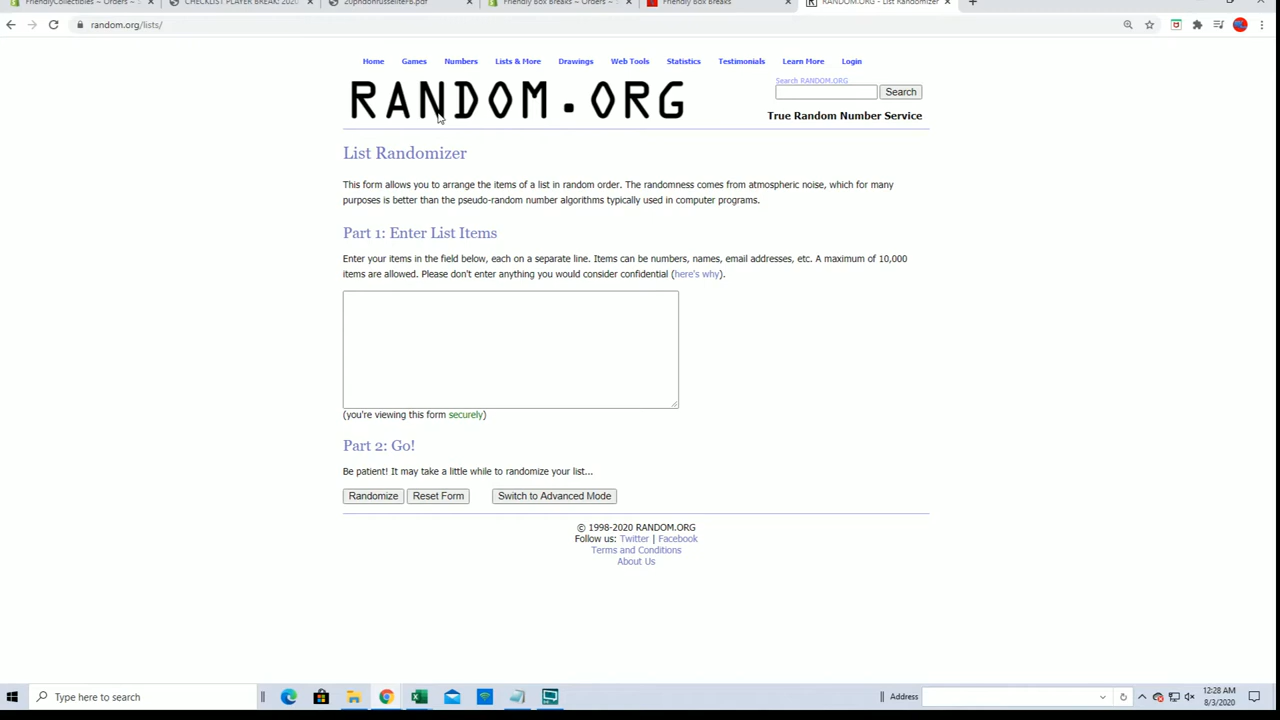 FriendlyCollectibles – Orders –
CHECKLIST PLAYER BREAK: 2020
Friendly Box Breaks – Orders –
Friendly Box Breaks
RANDOM.ORG - List Randomizer
random.org/lists/
Home Games Numbers Lists & More Drawings Web Tools Statistics Testimonials Learn More Login
RANDOM.ORG
Search RANDOM.ORG
Search
True Random Number Service
List Randomizer
This form allows you to arrange the items of a list in random order. The randomness comes from atmospheric noise, which for many
purposes is better than the pseudo-random number algorithms typically used in computer programs.
Part 1: Enter List Items
Enter your items in the field below, each on a separate line. Items can be numbers, names, email addresses, etc. A maximum of 10,000
items are allowed. Please don't enter anything you would consider confidential (here's why).
(you're viewing this form securely)
Part 2: Go!
Be patient! It may take a little while to randomize your list...
Randomize Reset Form Switch to Advanced Mode
© 1998-2020 RANDOM.ORG
Follow us: Twitter | Facebook
Terms and Conditions
About Us
Type here to search
Address
12:28 AM
8/3/2020